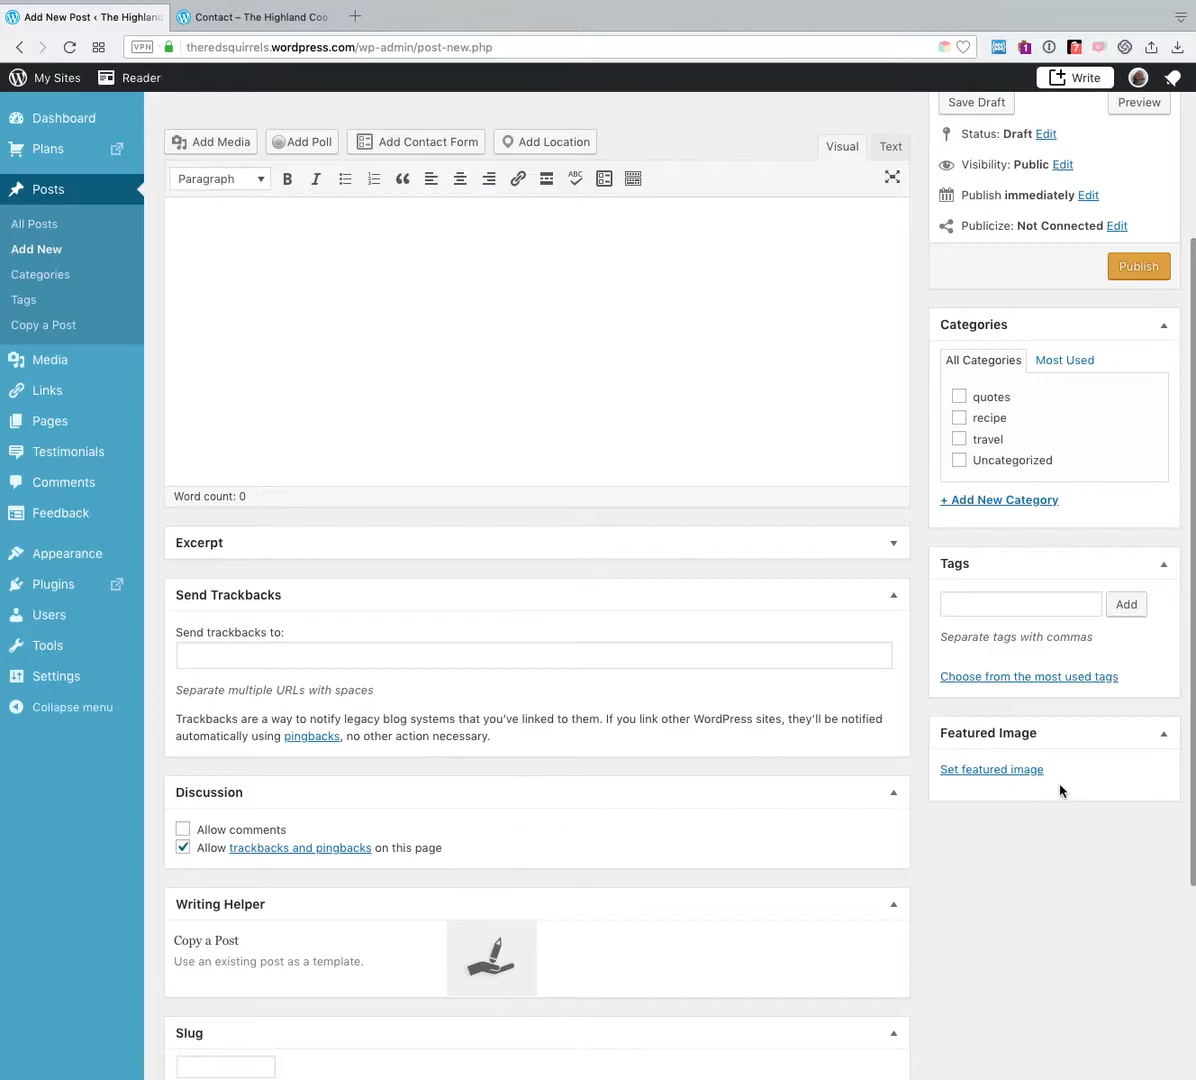 Add New Post ‹ The Highland
Contact – The Highland Coo
VPN
theredsquirrels.wordpress.com/wp-admin/post-new.php
My Sites
Reader
Write
Dashboard
Plans
Posts
All Posts
Add New
Categories
Tags
Copy a Post
Media
Links
Pages
Testimonials
Comments
Feedback
Appearance
Plugins
Users
Tools
Settings
Collapse menu
Add Media
Add Poll
Add Contact Form
Add Location
Visual
Text
Paragraph
B I
ABC
Word count: 0
Excerpt
Send Trackbacks
Send trackbacks to:
Separate multiple URLs with spaces
Trackbacks are a way to notify legacy blog systems that you've linked to them. If you link other WordPress sites, they'll be notified
automatically using pingbacks, no other action necessary.
Discussion
Allow comments
Allow trackbacks and pingbacks on this page
Writing Helper
Copy a Post
Use an existing post as a template.
Slug
Save Draft
Preview
Status: Draft Edit
Visibility: Public Edit
Publish immediately Edit
Publicize: Not Connected Edit
Publish
Categories
All Categories
Most Used
quotes
recipe
travel
Uncategorized
+ Add New Category
Tags
Add
Separate tags with commas
Choose from the most used tags
Featured Image
Set featured image